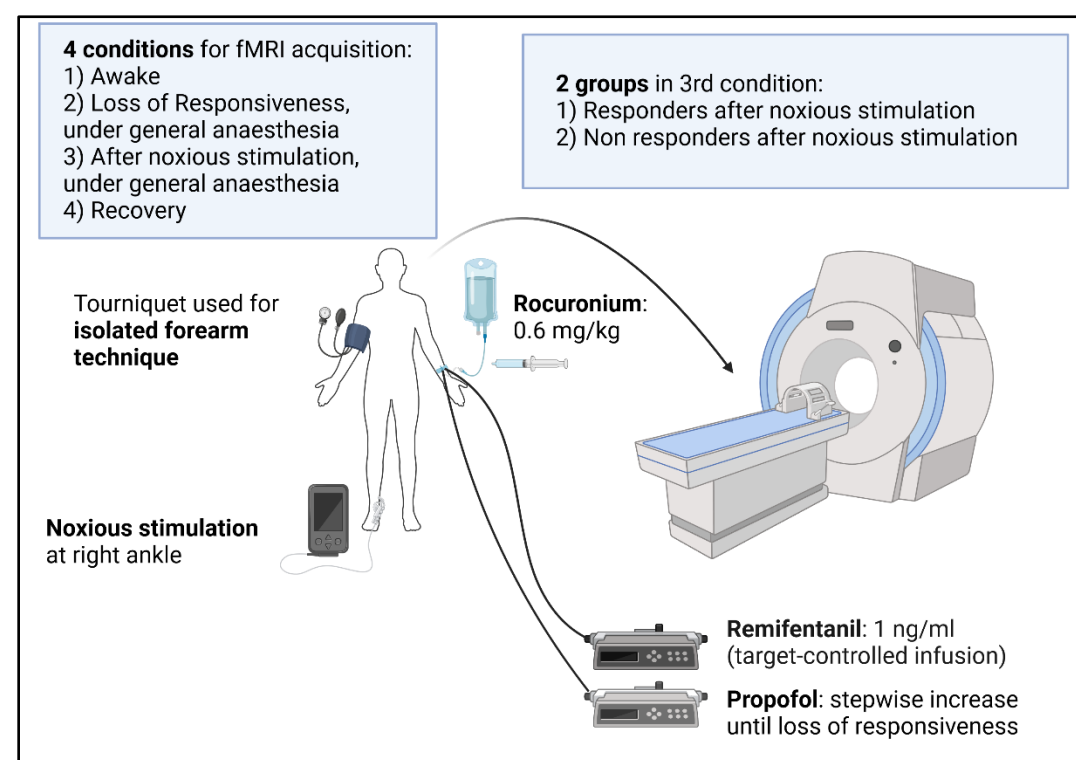 4 conditions for fMRI acquisition:
1) Awake
2) Loss of Responsiveness,
under general anaesthesia
3) After noxious stimulation,
under general anaesthesia
4) Recovery
2 groups in 3rd condition:
1) Responders after noxious stimulation
2) Non responders after noxious stimulation
Tourniquet used for
isolated forearm
technique
Rocuronium:
0.6 mg/kg
Noxious stimulation
at right ankle
Remifentanil: 1 ng/ml
(target-controlled infusion)
Propofol: stepwise increase
until loss of responsiveness